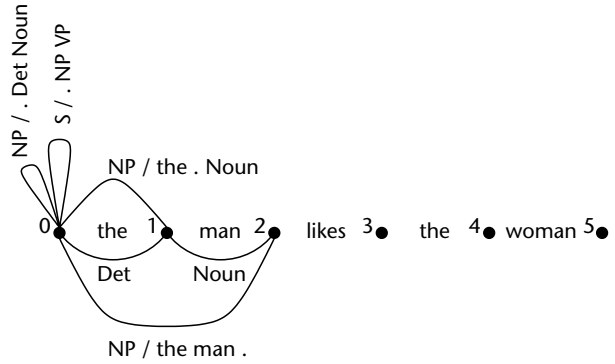 NP / . Det Noun
S / . NP VP
NP / the . Noun
0 the 1 man 2 likes 3 the 4 woman 5
Det Noun
NP / the man .